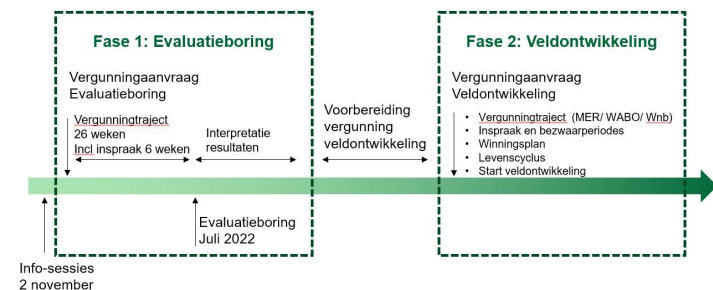 Fase 1: Evaluatieboring
Vergunningaanvraag
Evaluatieboring
Vergunningtraject
26 weken
Incl inspraak 6 weken
Interpretatie
resultaten
Evaluatieboring
Juli 2022
Info-sessies
2 november
Voorbereiding
vergunning
veldontwikkeling
Fase 2: Veldontwikkeling
Vergunningaanvraag
Veldontwikkeling
• Vergunningtraject (MER/ WABO/ Wnb)
• Inspraak en bezwaarperiodes
• Winningsplan
• Levenscyclus
• Start veldontwikkeling